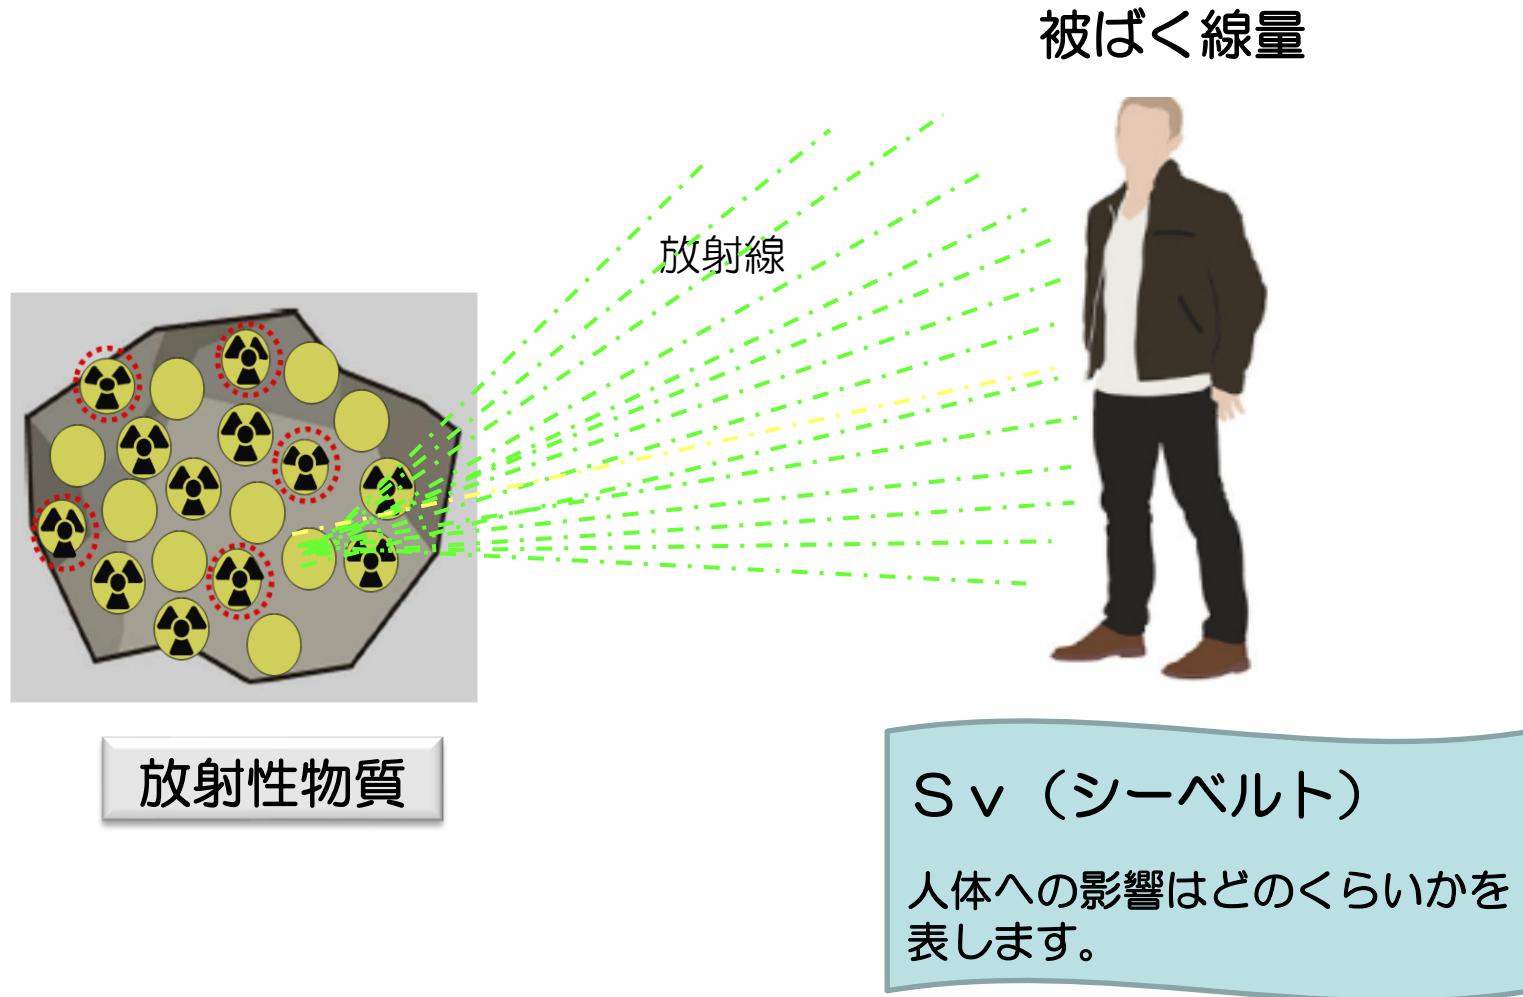 被ばく線量
放射線
放射性物質
Ｓｖ（シーベルト）
人体への影響はどのくらいかを
表します。